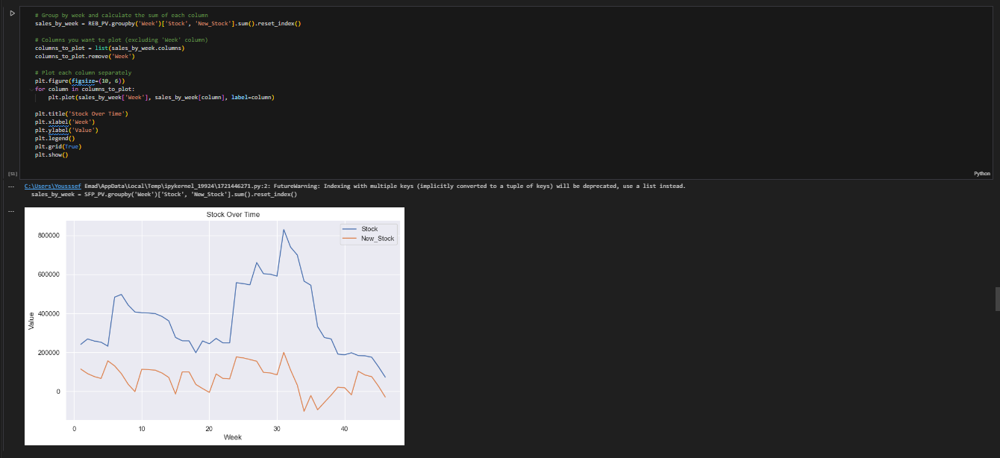 # Group by week and calculate the sum of each column
sales_by_week = REB_PV.groupby('Week')['Stock', 'New_Stock'].sum().reset_index()
# Columns you want to plot (excluding 'Week' column)
columns_to_plot = list(sales_by_week.columns)
columns_to_plot.remove('Week')
# Plot each column separately
plt.figure(figsize=(10, 6))
for column in columns_to_plot:
plt.plot(sales_by_week['Week'], sales_by_week[column], label=column)
plt.title('Stock Over Time')
plt.xlabel('Week')
plt.ylabel('Value')
plt.legend()
plt.grid(True)
plt.show()
[51]
Python
... C:\Users\Yousssef Emad\AppData\Local\Temp\ipykernel_19924\1721446271.py:2: FutureWarning: Indexing with multiple keys (implicitly converted to a tuple of keys) will be deprecated, use a list instead.
sales_by_week = SFP_PV.groupby('Week')['Stock', 'New_Stock'].sum().reset_index()
...
Stock Over Time
Stock
New_Stock
800000
600000
400000
200000
0
Value
0 10 20 30 40
Week